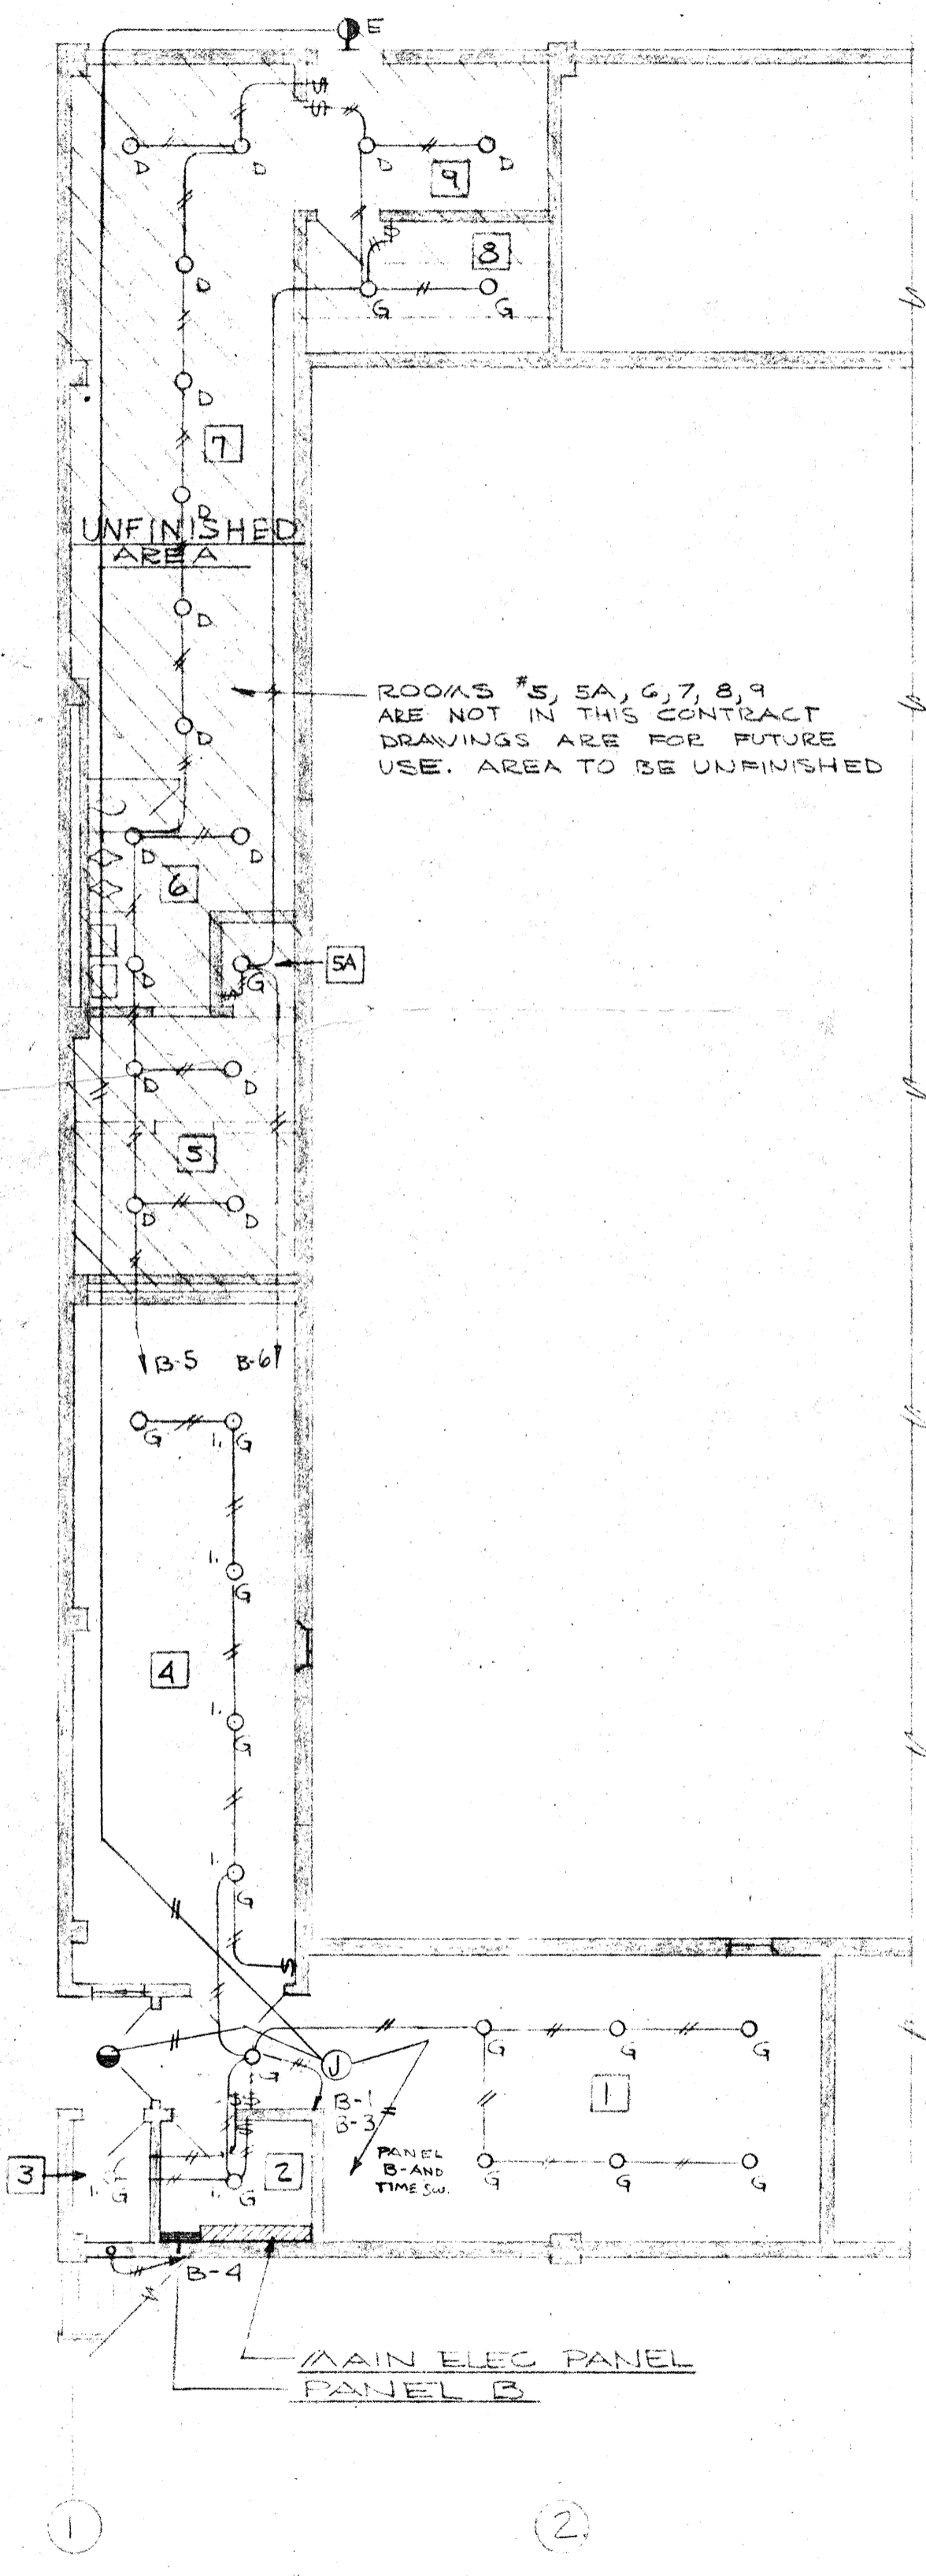 E
$
$
D
D
D
D
9
$
8
D
G
G
D
7
D
UNFINISHED
AREA
D
ROOMS #5, 5A, 6, 7, 8, 9
ARE NOT IN THIS CONTRACT
DRAWINGS ARE FOR FUTURE
USE. AREA TO BE UNFINISHED
D
D
D
6
5A
D
G
$
D
D
5
D
D
B-5
B-6
G
1.
G
1.
G
4
1.
G
1.
G
S
G
G
G
G
J
1
$$
$
B-1
B-3
PANEL
B-AND
TIME SW.
3
2
1.
G
1.
G
G
G
G
B-4
MAIN ELEC PANEL
PANEL B
1
2